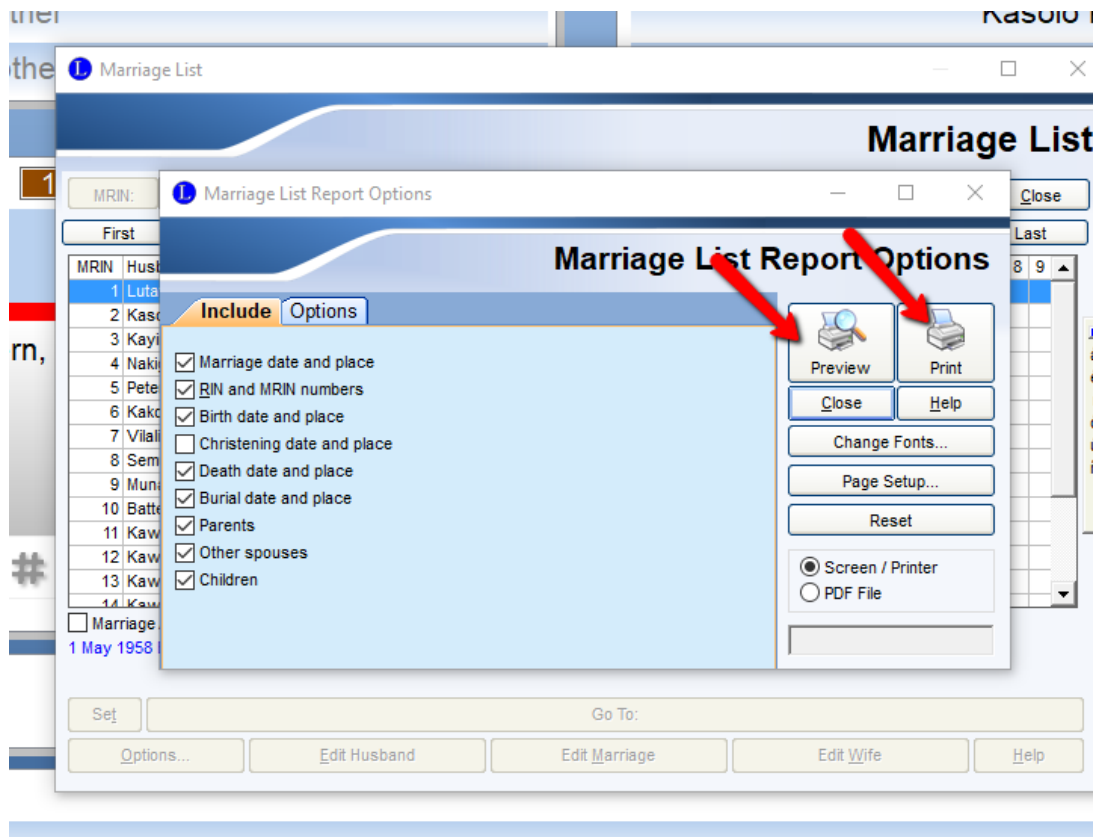 Marriage List
Marriage List
1
MRIN:
Close
First
Last
MRIN
8 9
1
2
3
4
5
6
7
8
9
10
11
12
13
14
Marriage
1 May 1958
Marriage List Report Options
Marriage List Report Options
Include Options
Marriage date and place
RIN and MRIN numbers
Birth date and place
Christening date and place
Death date and place
Burial date and place
Parents
Other spouses
Children
Preview Print
Close Help
Change Fonts...
Page Setup...
Reset
Screen / Printer
PDF File
rn,
#
Set Go To:
Options... Edit Husband Edit Marriage Edit Wife Help